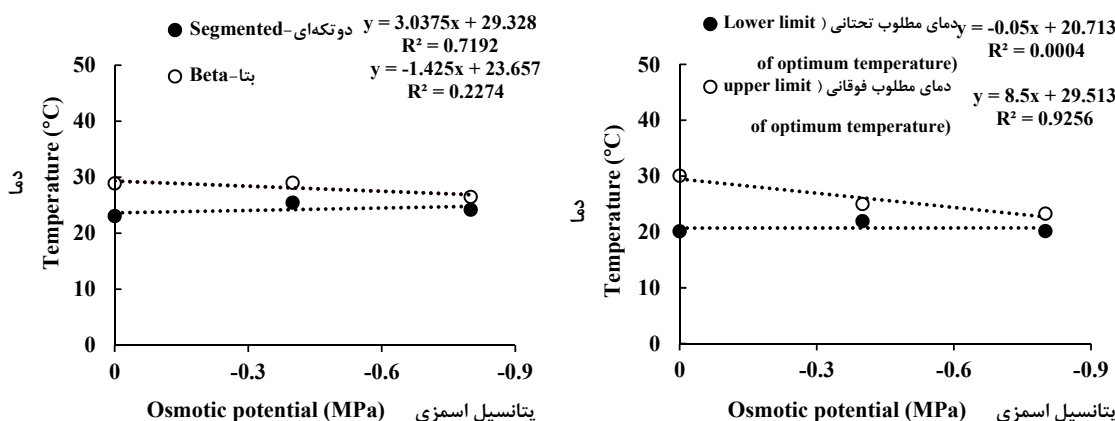 دوتکه‌ای-Segmented
y = 3.0375x + 29.328
R² = 0.7192
بتا-Beta
y = -1.425x + 23.657
R² = 0.2274
50
40
30
20
10
0
دما
Temperature (°C)
0
-0.3
-0.6
-0.9
Osmotic potential (MPa) پتانسیل اسمزی
دمای مطلوب تحتانی ( Lower limit
of optimum temperature)
y = -0.05x + 20.713
R² = 0.0004
دمای مطلوب فوقانی ( upper limit
of optimum temperature)
y = 8.5x + 29.513
R² = 0.9256
50
40
30
20
10
0
دما
Temperature (°C)
0
-0.3
-0.6
-0.9
Osmotic potential (MPa) پتانسیل اسمزی